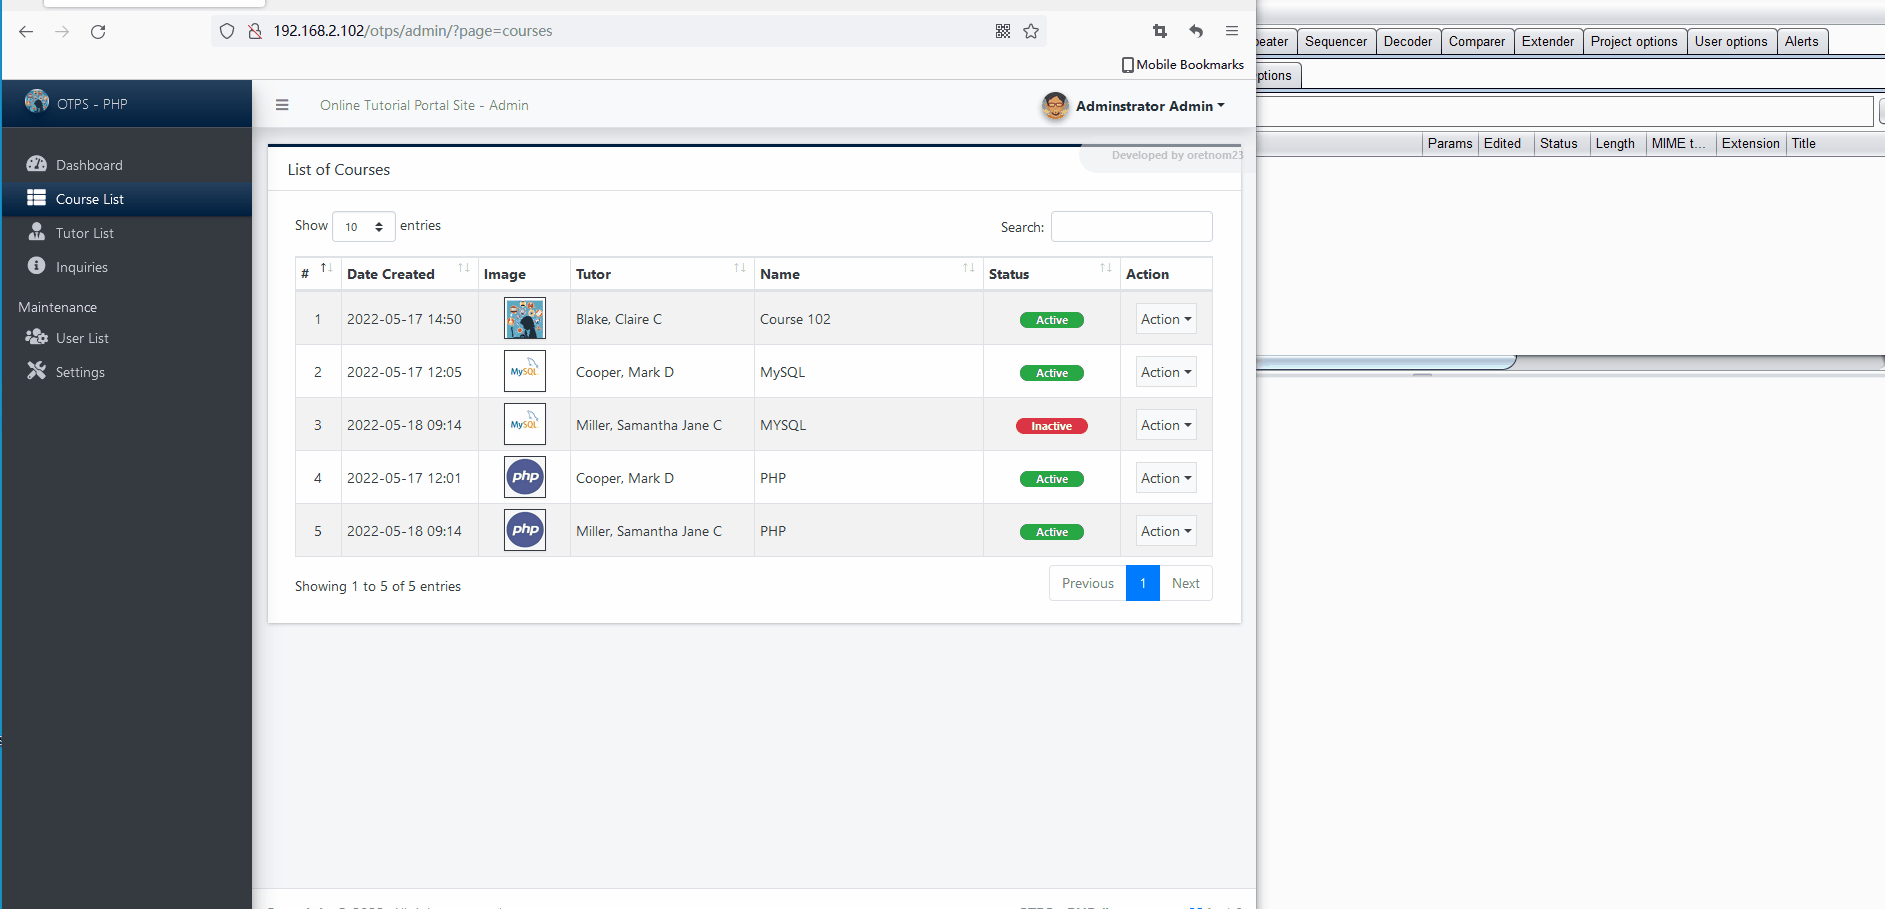 192.168.2.102/otps/admin/?page=courses
Mobile Bookmarks
Sequencer Decoder Comparer Extender Project options User options Alerts
OTPS - PHP
Online Tutorial Portal Site - Admin
Adminstrator Admin
Params Edited Status Length MIME t... Extension Title
Developed by oretnom23
Dashboard
Course List
Tutor List
Inquiries
Maintenance
User List
Settings
List of Courses
Show 10 entries
Search:
# Date Created Image Tutor Name Status Action
1 2022-05-17 14:50 Blake, Claire C Course 102 Active Action
2 2022-05-17 12:05 MySQL Cooper, Mark D MySQL Active Action
3 2022-05-18 09:14 MySQL Miller, Samantha Jane C MYSQL Inactive Action
4 2022-05-17 12:01 php Cooper, Mark D PHP Active Action
5 2022-05-18 09:14 php Miller, Samantha Jane C PHP Active Action
Showing 1 to 5 of 5 entries
Previous 1 Next